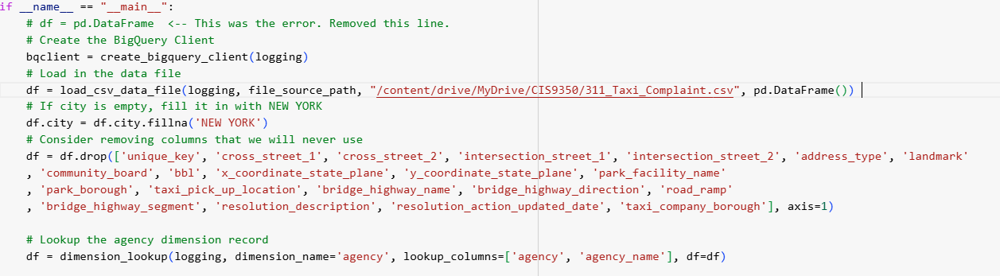 if __name__ == "__main__":
    # df = pd.DataFrame  <-- This was the error. Removed this line.
    # Create the BigQuery Client
    bqclient = create_bigquery_client(logging)
    # Load in the data file
    df = load_csv_data_file(logging, file_source_path, "/content/drive/MyDrive/CIS9350/311_Taxi_Complaint.csv", pd.DataFrame())
    # If city is empty, fill it in with NEW YORK
    df.city = df.city.fillna('NEW YORK')
    # Consider removing columns that we will never use
    df = df.drop(['unique_key', 'cross_street_1', 'cross_street_2', 'intersection_street_1', 'intersection_street_2', 'address_type', 'landmark'
    , 'community_board', 'bbl', 'x_coordinate_state_plane', 'y_coordinate_state_plane', 'park_facility_name'
    , 'park_borough', 'taxi_pick_up_location', 'bridge_highway_name', 'bridge_highway_direction', 'road_ramp'
    , 'bridge_highway_segment', 'resolution_description', 'resolution_action_updated_date', 'taxi_company_borough'], axis=1)
    # Lookup the agency dimension record
    df = dimension_lookup(logging, dimension_name='agency', lookup_columns=['agency', 'agency_name'], df=df)